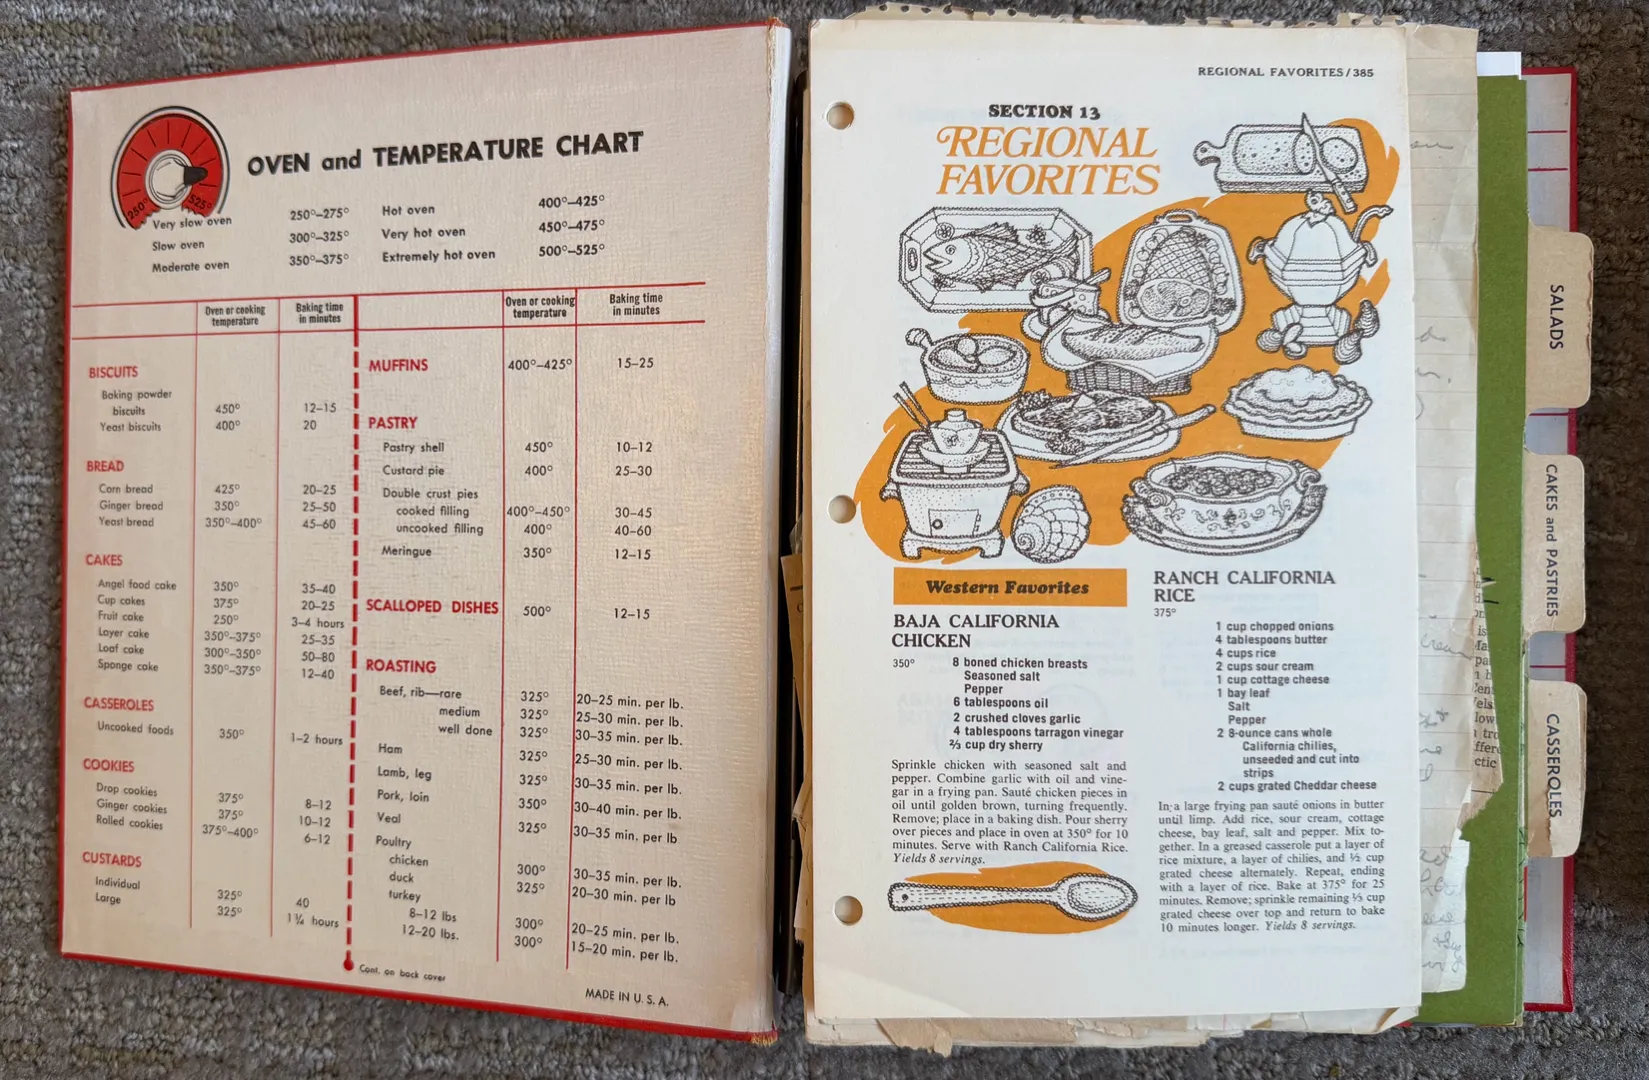 OVEN and TEMPERATURE CHART
250° 525°
Very slow oven 250°–275° Hot oven 400°–425°
Slow oven 300°–325° Very hot oven 450°–475°
Moderate oven 350°–375° Extremely hot oven 500°–525°
Oven or cooking temperature Baking time in minutes
BISCUITS
Baking powder
biscuits 450° 12–15
Yeast biscuits 400° 20
BREAD
Corn bread 425° 20–25
Ginger bread 350° 25–50
Yeast bread 350°–400° 45–60
CAKES
Angel food cake 350° 35–40
Cup cakes 375° 20–25
Fruit cake 250° 3–4 hours
Layer cake 350°–375° 25–35
Loaf cake 300°–350° 50–80
Sponge cake 350°–375° 12–40
CASSEROLES
Uncooked foods 350° 1–2 hours
COOKIES
Drop cookies 375° 8–12
Ginger cookies 375° 10–12
Rolled cookies 375°–400° 6–12
CUSTARDS
Individual 325° 40
Large 325° 1¼ hours
Oven or cooking temperature Baking time in minutes
MUFFINS 400°–425° 15–25
PASTRY
Pastry shell 450° 10–12
Custard pie 400° 25–30
Double crust pies
cooked filling 400°–450° 30–45
uncooked filling 400° 40–60
Meringue 350° 12–15
SCALLOPED DISHES 500° 12–15
ROASTING
Beef, rib—rare 325° 20–25 min. per lb.
medium 325° 25–30 min. per lb.
well done 325° 30–35 min. per lb.
Ham 325° 25–30 min. per lb.
Lamb, leg 325° 30–35 min. per lb.
Pork, loin 350° 30–40 min. per lb.
Veal 325° 30–35 min. per lb
Poultry
chicken 300° 30–35 min. per lb.
duck 325° 20–30 min. per lb
turkey
8–12 lbs 300° 20–25 min. per lb.
12–20 lbs. 300° 15–20 min. per lb.
Cont. on back cover
MADE IN U. S. A.
REGIONAL FAVORITES/385
SECTION 13
REGIONAL
FAVORITES
Western Favorites
BAJA CALIFORNIA
CHICKEN
350° 8 boned chicken breasts
Seasoned salt
Pepper
6 tablespoons oil
2 crushed cloves garlic
4 tablespoons tarragon vinegar
⅔ cup dry sherry
Sprinkle chicken with seasoned salt and
pepper. Combine garlic with oil and vine-
gar in a frying pan. Sauté chicken pieces in
oil until golden brown, turning frequently.
Remove; place in a baking dish. Pour sherry
over pieces and place in oven at 350° for 10
minutes. Serve with Ranch California Rice.
Yields 8 servings.
RANCH CALIFORNIA
RICE
375°
1 cup chopped onions
4 tablespoons butter
4 cups rice
2 cups sour cream
1 cup cottage cheese
1 bay leaf
Salt
Pepper
2 8-ounce cans whole
California chilies,
unseeded and cut into
strips
2 cups grated Cheddar cheese
In a large frying pan sauté onions in butter
until limp. Add rice, sour cream, cottage
cheese, bay leaf, salt and pepper. Mix to-
gether. In a greased casserole put a layer of
rice mixture, a layer of chilies, and ½ cup
grated cheese alternately. Repeat, ending
with a layer of rice. Bake at 375° for 25
minutes. Remove; sprinkle remaining ⅓ cup
grated cheese over top and return to bake
10 minutes longer. Yields 8 servings.
SALADS
CAKES and PASTRIES
CASSEROLES